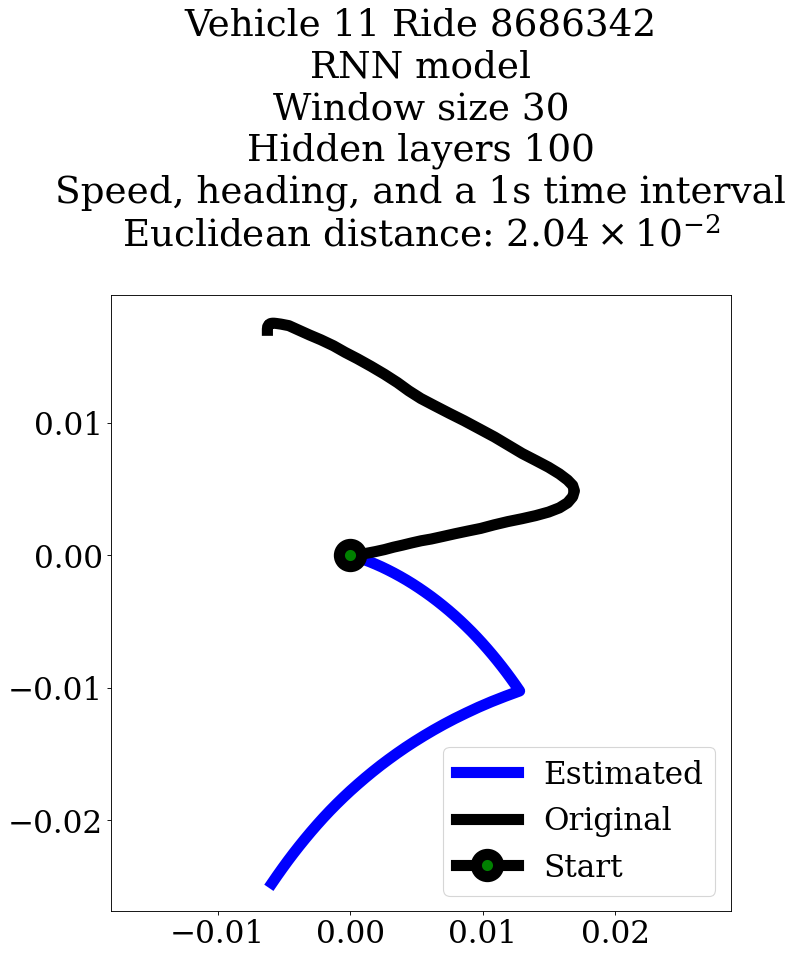 Vehicle 11 Ride 8686342
RNN model
Window size 30
Hidden layers 100
Speed, heading, and a 1s time interval
Euclidean distance: 2.04 × 10⁻²
0.01
0.00
−0.01
−0.02
Estimated
Original
Start
−0.01 0.00 0.01 0.02